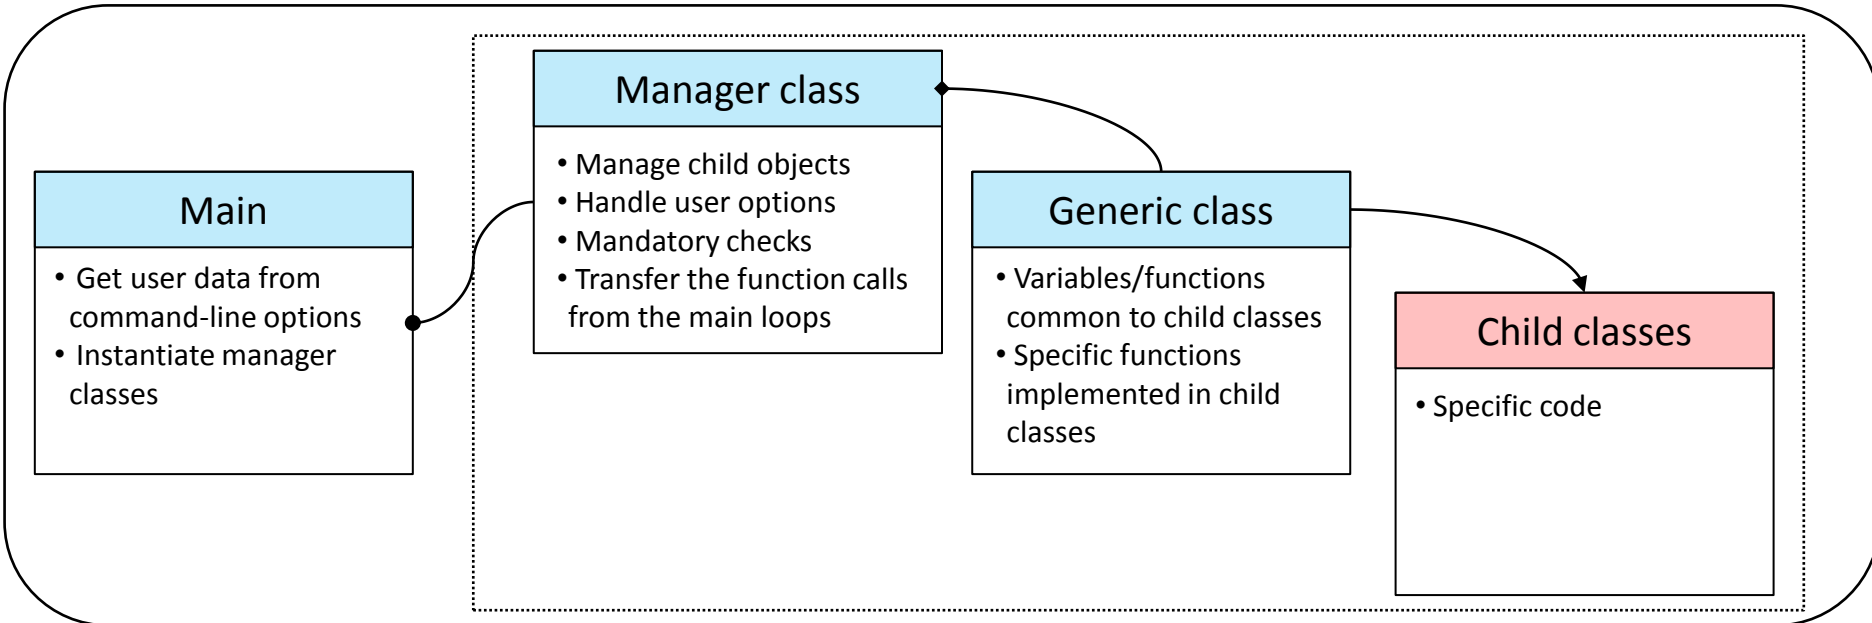 Main
• Get user data from
command-line options
• Instantiate manager
classes
Manager class
• Manage child objects
• Handle user options
• Mandatory checks
• Transfer the function calls
from the main loops
Generic class
• Variables/functions
common to child classes
• Specific functions
implemented in child
classes
Child classes
• Specific code